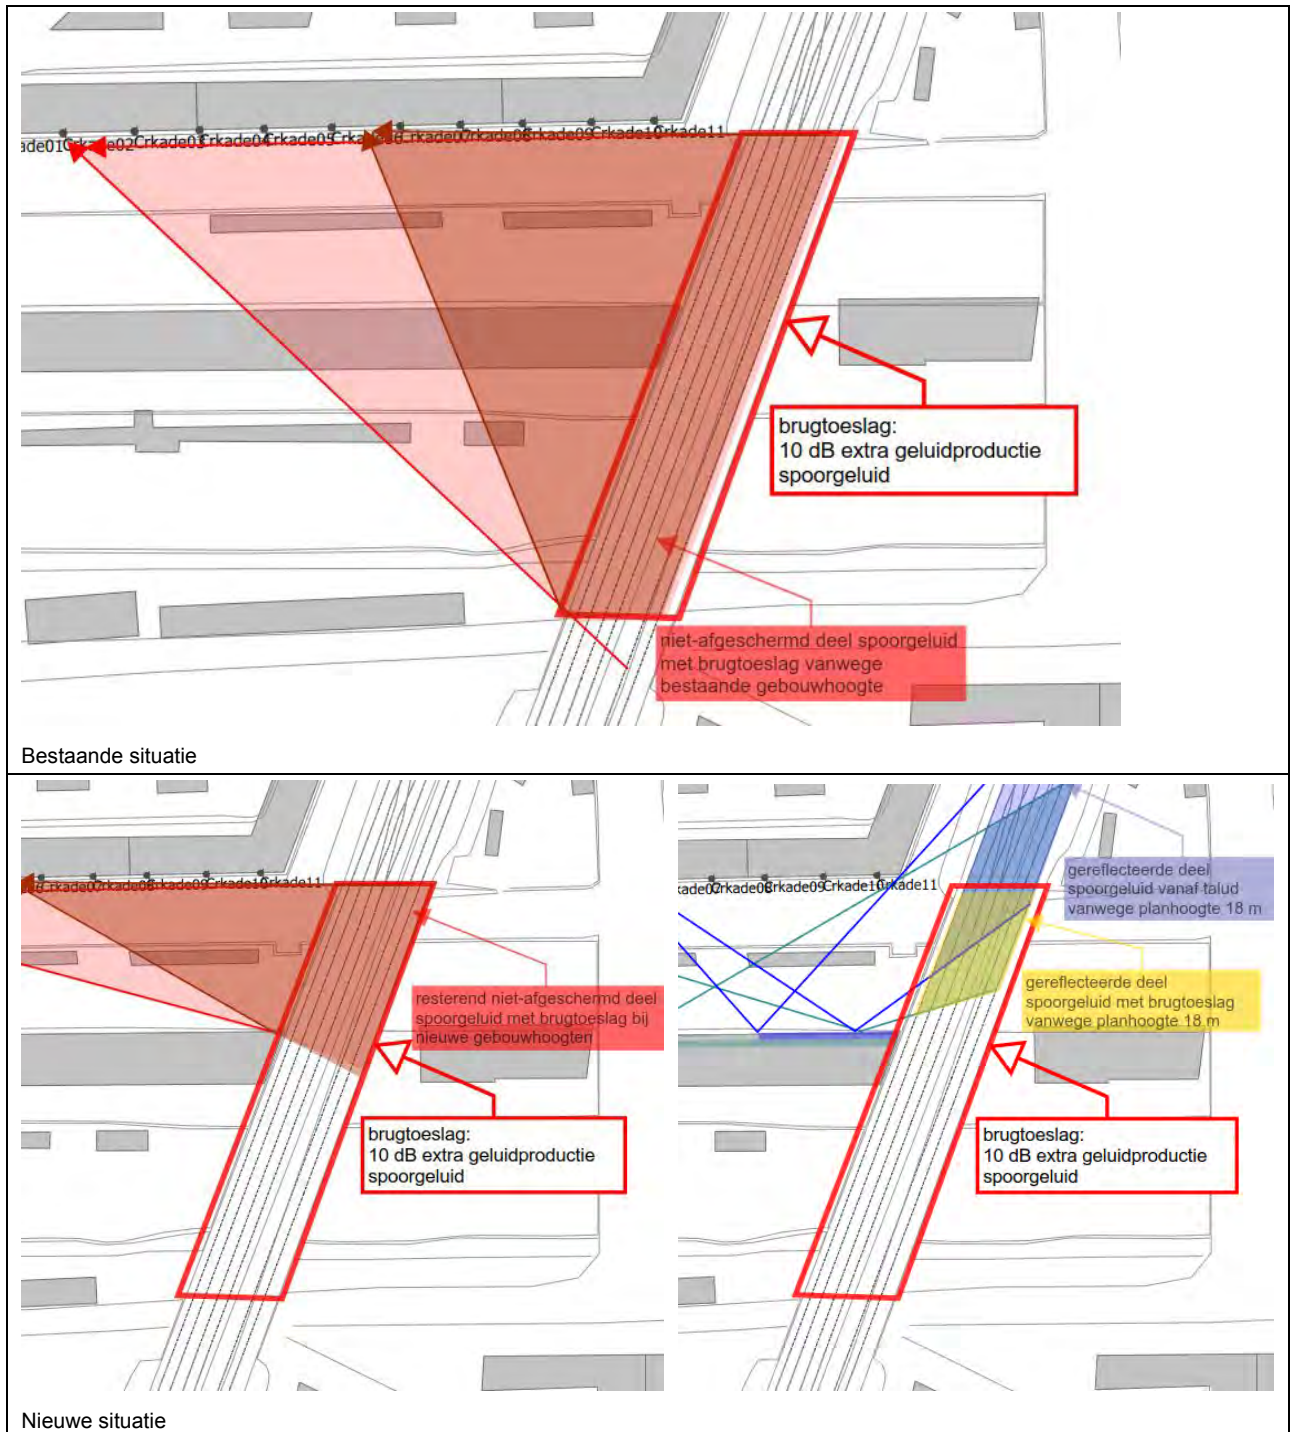 ade01Crkade02Crkade03Crkade04Crkade05Crkade06Crkade07Crkade08Crkade09Crkade10Crkade11
brugtoeslag:
10 dB extra geluidproductie
spoorgeluid
niet-afgeschermd deel spoorgeluid
met brugtoeslag vanwege
bestaande gebouwhoogte
Bestaande situatie
Crkade07Crkade08Crkade09Crkade10Crkade11
resterend niet-afgeschermd deel
spoorgeluid met brugtoeslag bij
nieuwe gebouwhoogten
brugtoeslag:
10 dB extra geluidproductie
spoorgeluid
kade07Crkade08Crkade09Crkade10Crkade11
gereflecteerde deel
spoorgeluid vanaf talud
vanwege planhoogte 18 m
gereflecteerde deel
spoorgeluid met brugtoeslag
vanwege planhoogte 18 m
brugtoeslag:
10 dB extra geluidproductie
spoorgeluid
Nieuwe situatie